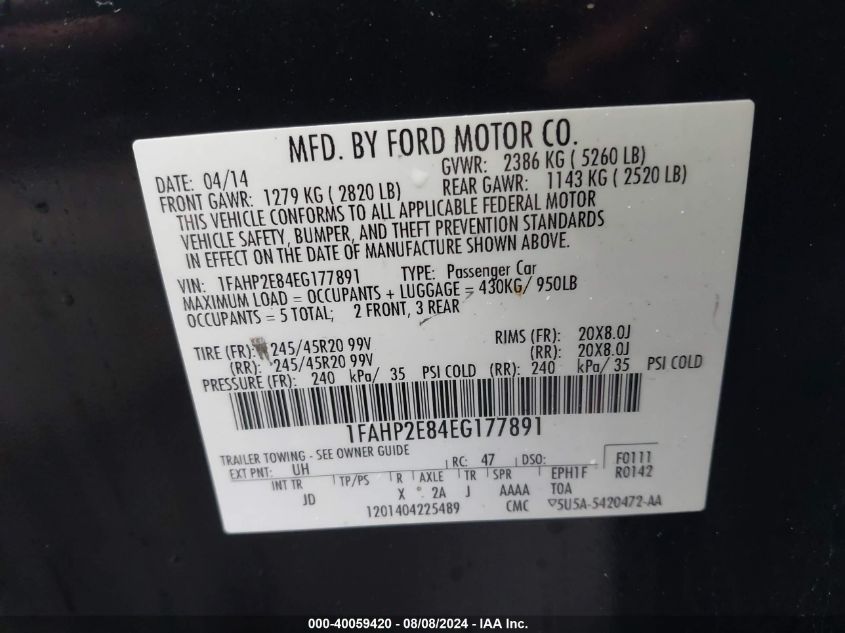 MFD. BY FORD MOTOR CO.
DATE: 04/14 GVWR: 2386 KG ( 5260 LB)
FRONT GAWR: 1279 KG ( 2820 LB) REAR GAWR: 1143 KG ( 2520 LB)
THIS VEHICLE CONFORMS TO ALL APPLICABLE FEDERAL MOTOR
VEHICLE SAFETY, BUMPER, AND THEFT PREVENTION STANDARDS
IN EFFECT ON THE DATE OF MANUFACTURE SHOWN ABOVE.
VIN: 1FAHP2E84EG177891 TYPE: Passenger Car
MAXIMUM LOAD = OCCUPANTS + LUGGAGE = 430KG/ 950LB
OCCUPANTS = 5 TOTAL; 2 FRONT, 3 REAR
TIRE (FR): 245/45R20 99V RIMS (FR): 20X8.0J
(RR): 245/45R20 99V (RR): 20X8.0J
PRESSURE (FR): 240 kPa/ 35 PSI COLD (RR): 240 kPa/ 35 PSI COLD
1FAHP2E84EG177891
TRAILER TOWING - SEE OWNER GUIDE
EXT PNT: UH RC: 47 DSO: F0111
R0142
INT TR TP/PS R AXLE TR SPR EPH1F
JD X 2A J AAAA TOA
1201404225489 CMC ▽5U5A-5420472-AA
000-40059420 - 08/08/2024 - IAA Inc.